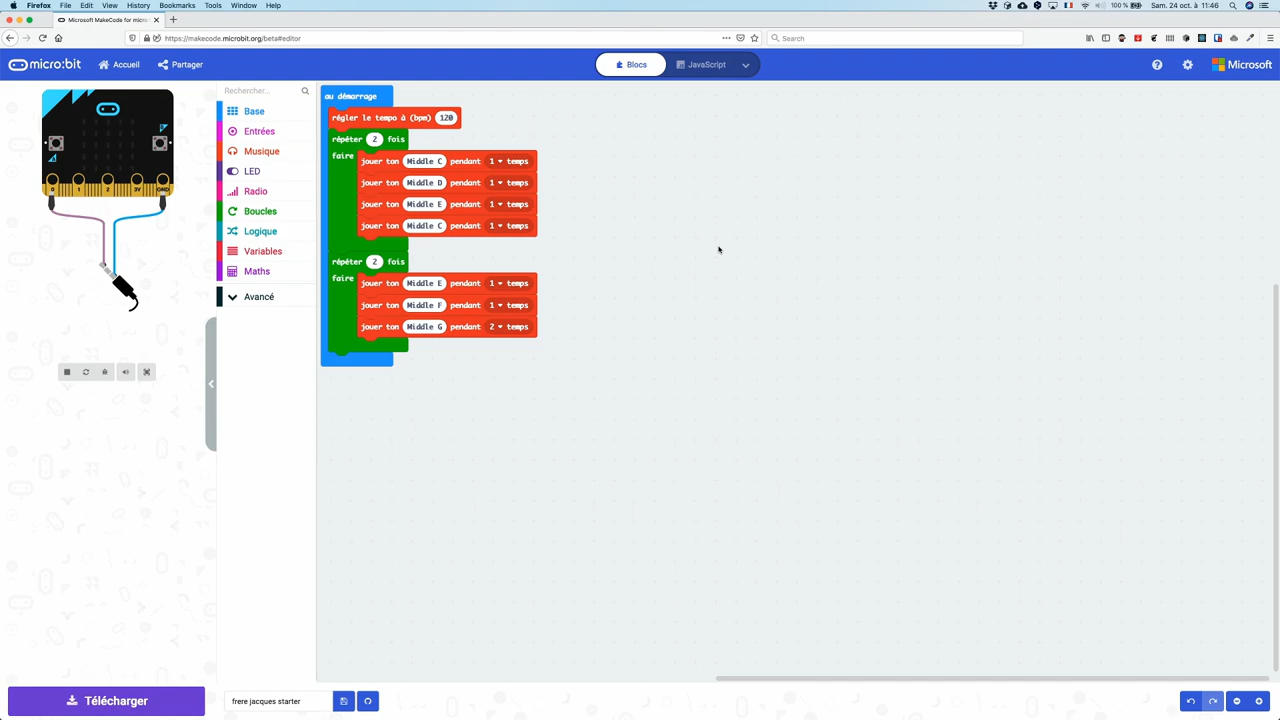 Firefox File Edit View History Bookmarks Tools Window Help
100 % Sam. 24 oct. à 11:46
Microsoft MakeCode for micro
https://makecode.microbit.org/beta#editor
Search
micro:bit Accueil Partager Blocs JavaScript Microsoft
Rechercher...
Base
Entrées
Musique
LED
Radio
Boucles
Logique
Variables
Maths
Avancé
0 1 2 3V GND
au démarrage
régler le tempo à (bpm) 120
répéter 2 fois
faire jouer ton Middle C pendant 1 temps
jouer ton Middle D pendant 1 temps
jouer ton Middle E pendant 1 temps
jouer ton Middle C pendant 1 temps
répéter 2 fois
faire jouer ton Middle E pendant 1 temps
jouer ton Middle F pendant 1 temps
jouer ton Middle G pendant 2 temps
Télécharger
frere jacques starter